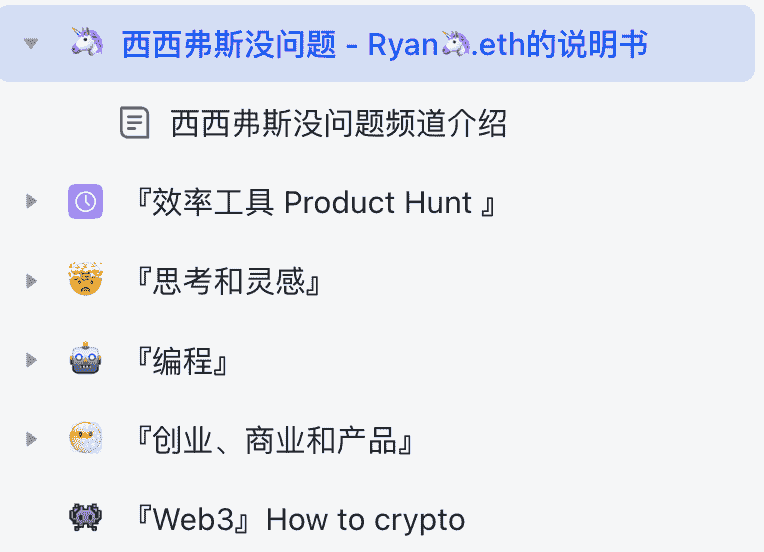 西西弗斯没问题 - Ryan🦄.eth的说明书
西西弗斯没问题频道介绍
『效率工具 Product Hunt 』
『思考和灵感』
『编程』
『创业、商业和产品』
『Web3』How to crypto